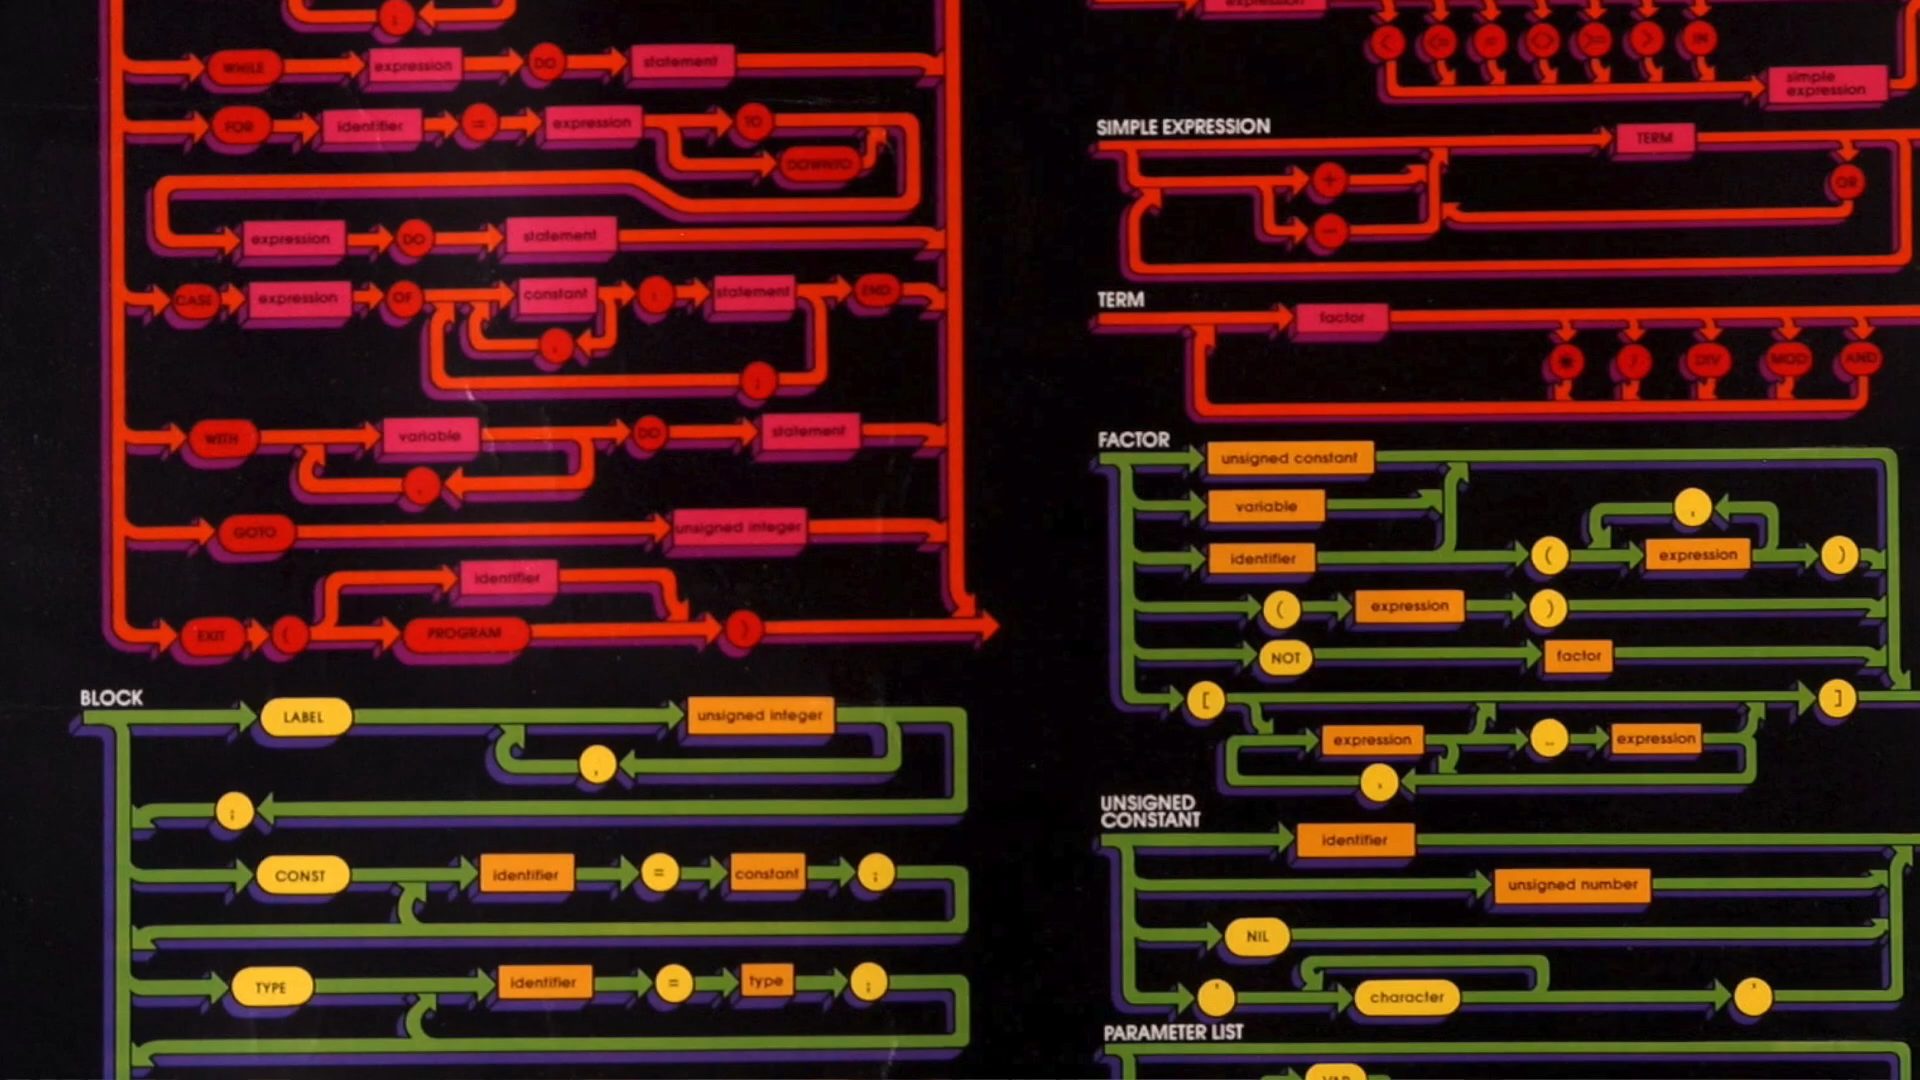 ;
WHILE expression DO statement
FOR identifier = expression TO
DOWNTO
expression DO statement
CASE expression OF constant : statement END
,
;
WITH variable DO statement
,
GOTO unsigned integer
identifier
EXIT ( PROGRAM )
BLOCK
LABEL unsigned integer
,
;
CONST identifier = constant ;
TYPE identifier = type ;
expression
< <= = <> >= > IN
simple
expression
SIMPLE EXPRESSION
TERM
+ OR
-
TERM
factor
* / DIV MOD AND
FACTOR
unsigned constant
variable ,
identifier ( expression )
( expression )
NOT factor
[ ]
expression .. expression
,
UNSIGNED
CONSTANT
identifier
unsigned number
NIL
' character '
PARAMETER LIST
VAR